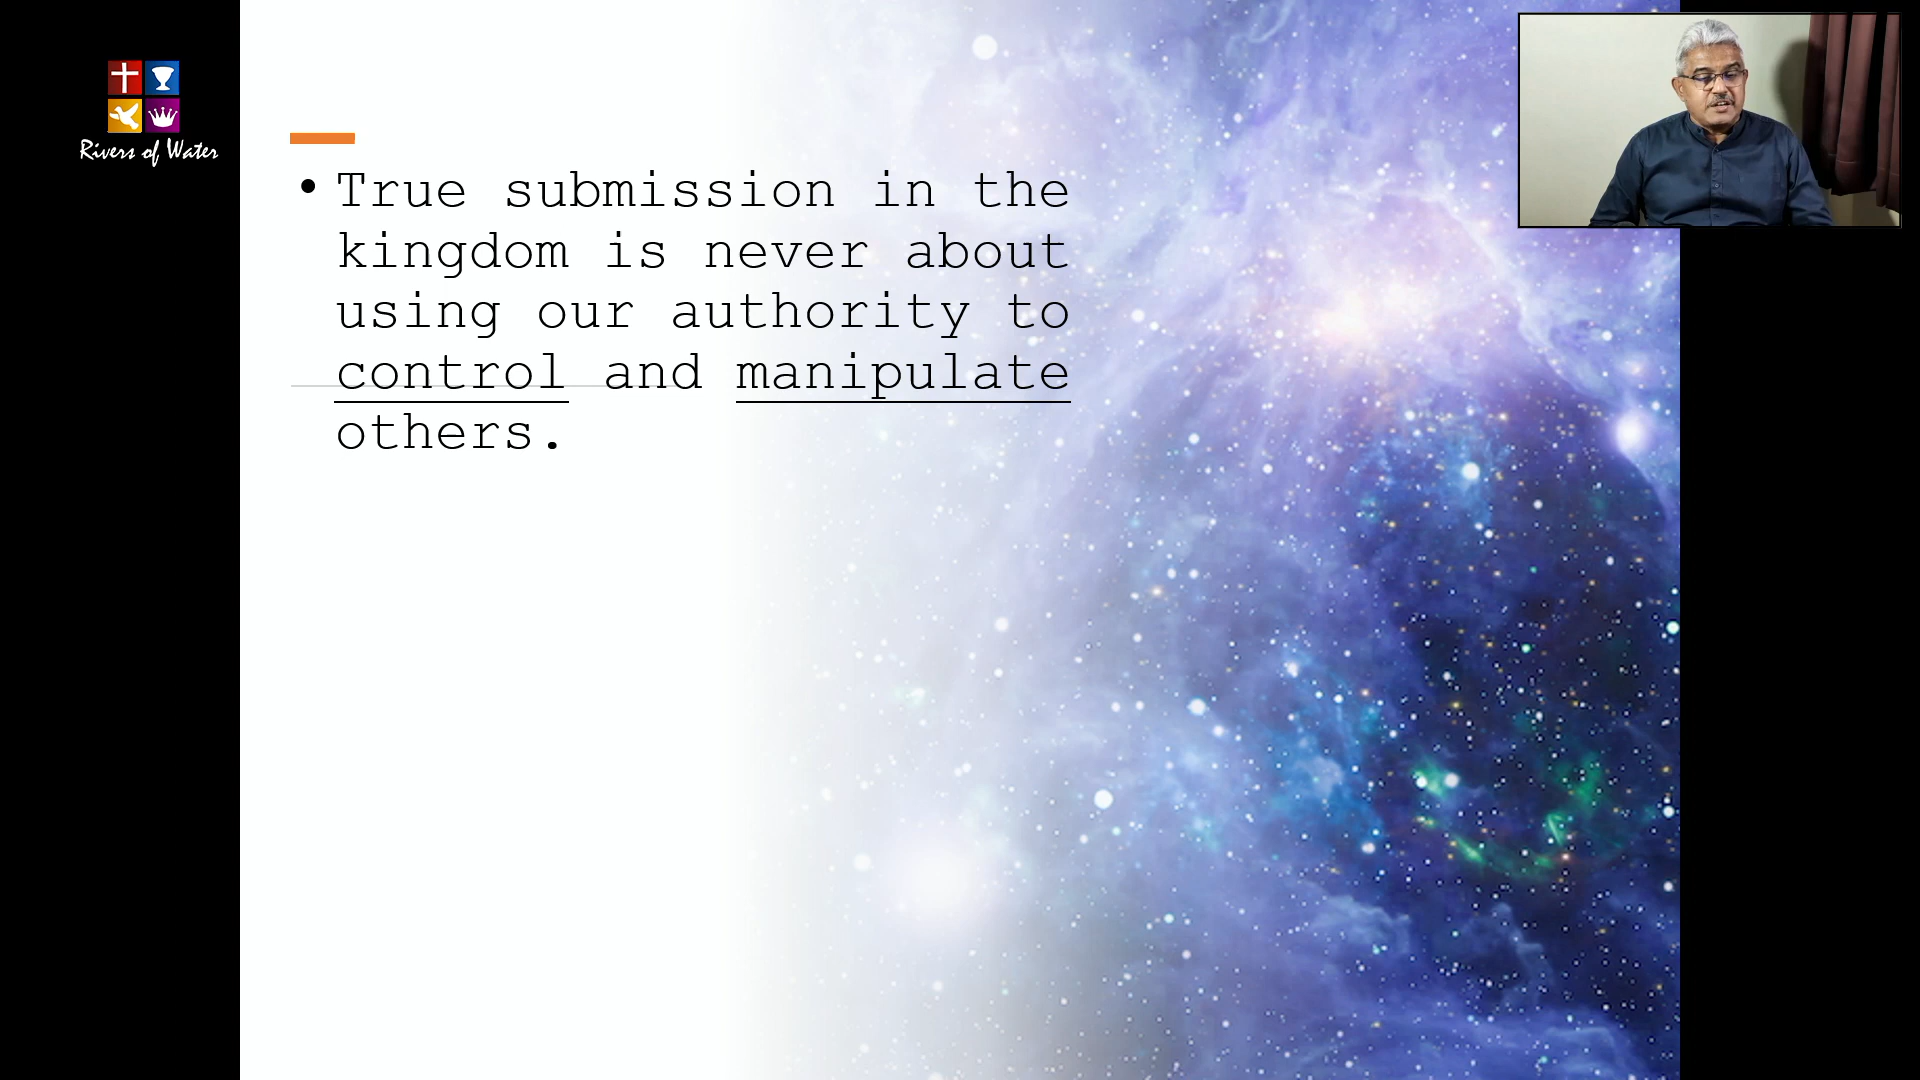 Rivers of Water
• True submission in the
kingdom is never about
using our authority to
control and manipulate
others.